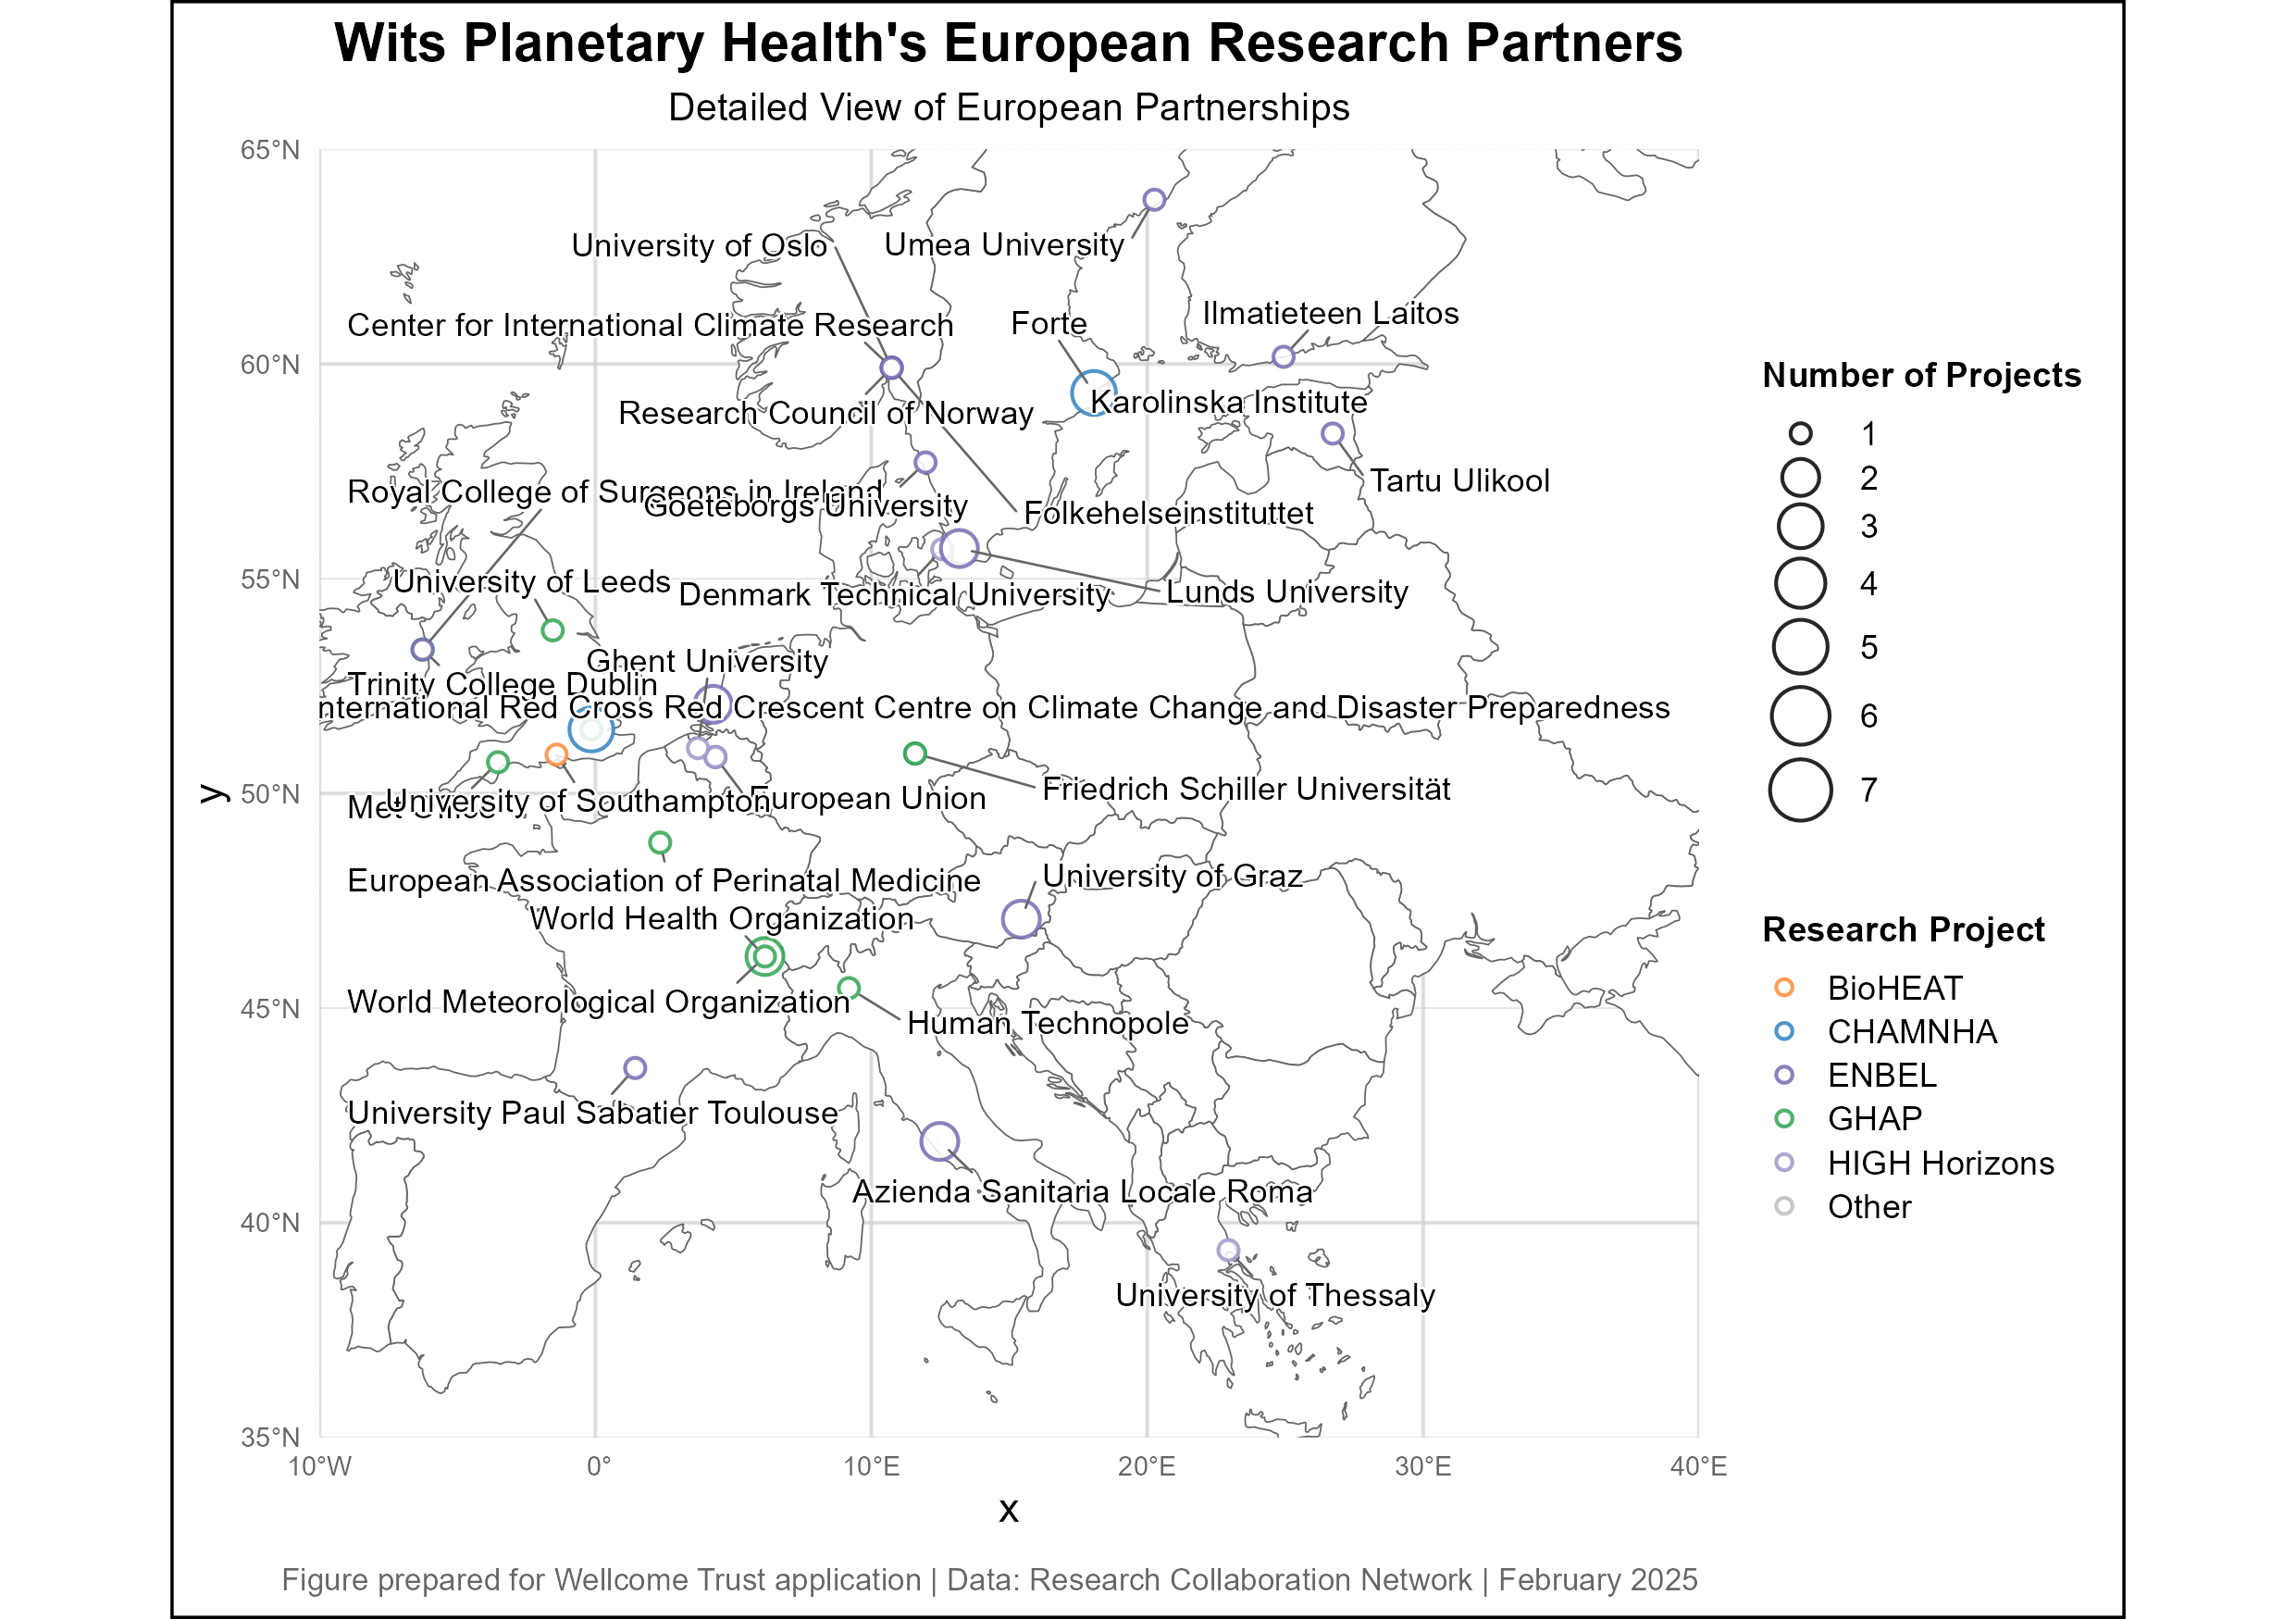 Wits Planetary Health's European Research Partners
Detailed View of European Partnerships
65°N
60°N
55°N
50°N
45°N
40°N
35°N
y
University of Oslo
Umea University
Center for International Climate Research
Forte
Ilmatieteen Laitos
Research Council of Norway
Karolinska Institute
Tartu Ulikool
Royal College of Surgeons in Ireland
Goeteborgs University
Folkehelseinstituttet
University of Leeds
Denmark Technical University
Lunds University
Ghent University
Trinity College Dublin
nternational Red Cross Red Crescent Centre on Climate Change and Disaster Preparedness
Friedrich Schiller Universität
Met Office
University of Southampton
European Union
European Association of Perinatal Medicine
University of Graz
World Health Organization
World Meteorological Organization
Human Technopole
University Paul Sabatier Toulouse
Azienda Sanitaria Locale Roma
University of Thessaly
10°W
0°
10°E
20°E
30°E
40°E
x
Number of Projects
1
2
3
4
5
6
7
Research Project
BioHEAT
CHAMNHA
ENBEL
GHAP
HIGH Horizons
Other
Figure prepared for Wellcome Trust application | Data: Research Collaboration Network | February 2025